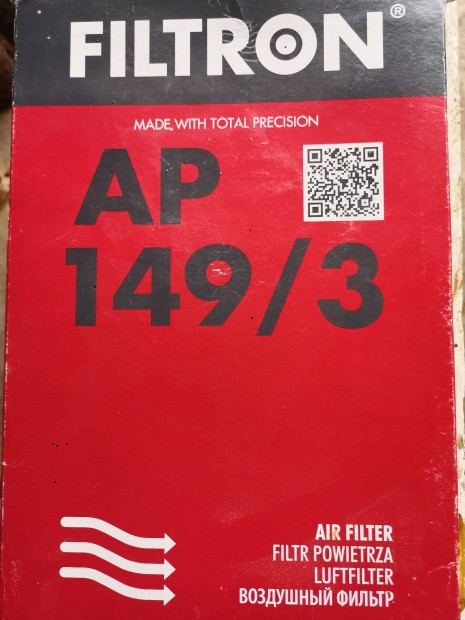 FILTRON®
MADE WITH TOTAL PRECISION
AP
149/3
AIR FILTER
FILTR POWIETRZA
LUFTFILTER
ВОЗДУШНЫЙ ФИЛЬТР